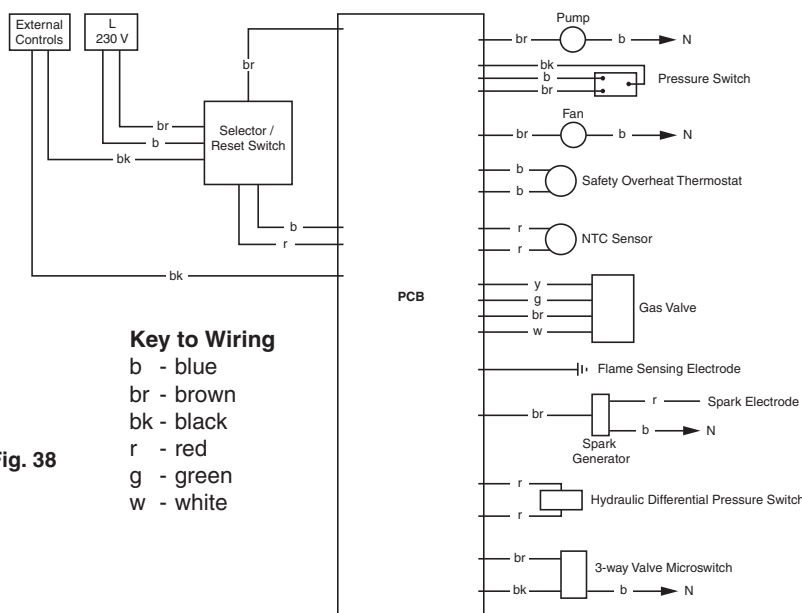 External
Controls
L
230 V
br
Selector /
Reset Switch
br
b
bk
b
r
bk
PCB
Key to Wiring
b - blue
br - brown
bk - black
r - red
g - green
w - white
ig. 38
Pump
br
b
N
bk
b
br
Pressure Switch
Fan
br
b
N
b
b
Safety Overheat Thermostat
r
r
NTC Sensor
y
g
br
w
Gas Valve
Flame Sensing Electrode
br
r
Spark Electrode
b
N
Spark
Generator
r
r
Hydraulic Differential Pressure Switch
br
bk
3-way Valve Microswitch
b
N